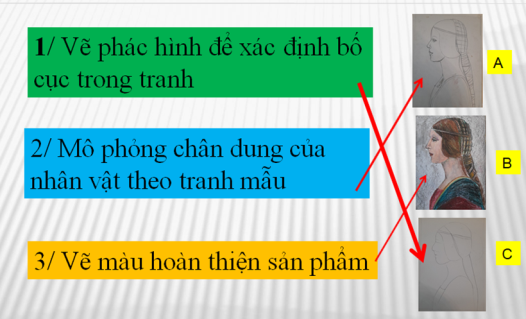 1/ Vẽ phác hình để xác định bố
cục trong tranh
A
2/ Mô phỏng chân dung của
nhân vật theo tranh mẫu
B
3/ Vẽ màu hoàn thiện sản phẩm
C